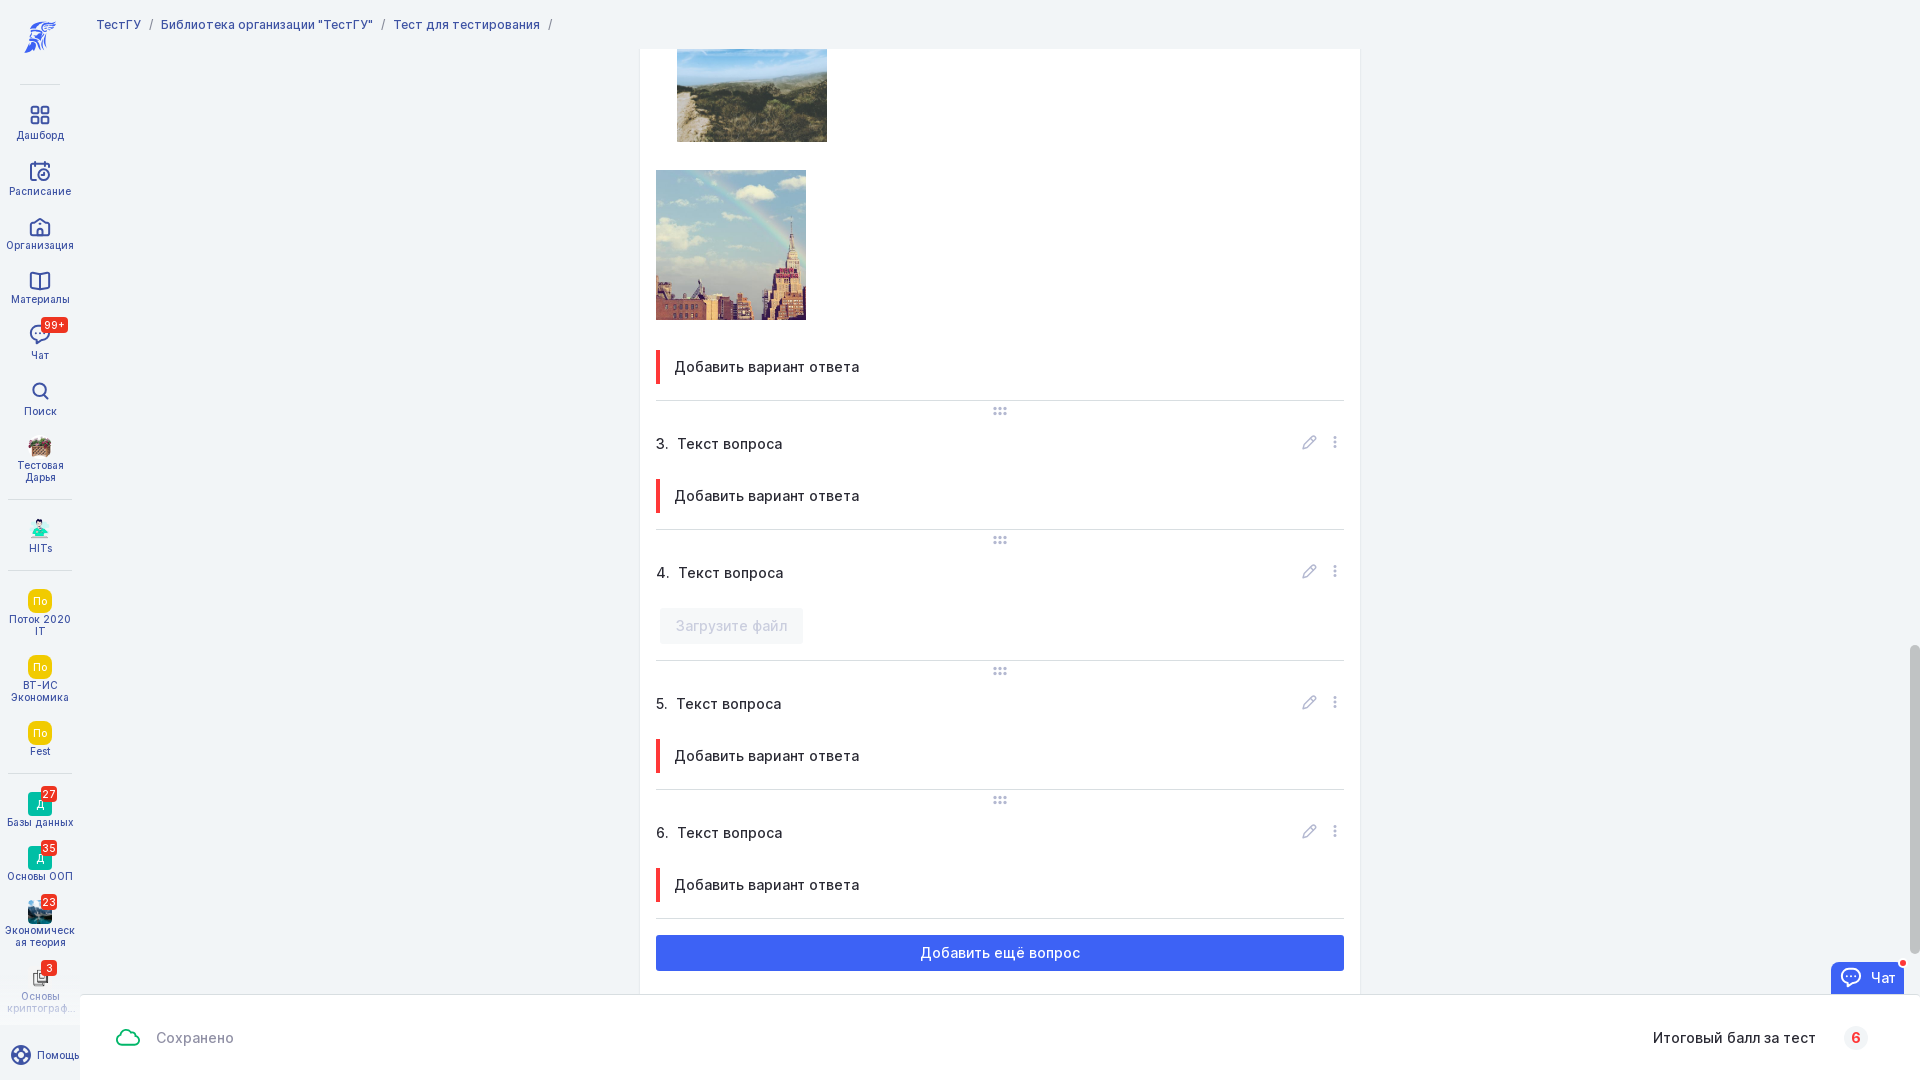 ТестГУ / Библиотека организации "ТестГУ" / Тест для тестирования /
Дашборд
Расписание
Организация
Материалы
99+
Чат
Поиск
Тестовая
Дарья
HITs
По
Поток 2020
IT
По
ВТ-ИС
Экономика
По
Fest
27
Д
Базы данных
35
Д
Основы ООП
23
Экономическ
ая теория
3
Основы
криптограф...
Помощь
Добавить вариант ответа
3. Текст вопроса
Добавить вариант ответа
4. Текст вопроса
Загрузите файл
5. Текст вопроса
Добавить вариант ответа
6. Текст вопроса
Добавить вариант ответа
Добавить ещё вопрос
Чат
Сохранено
Итоговый балл за тест 6